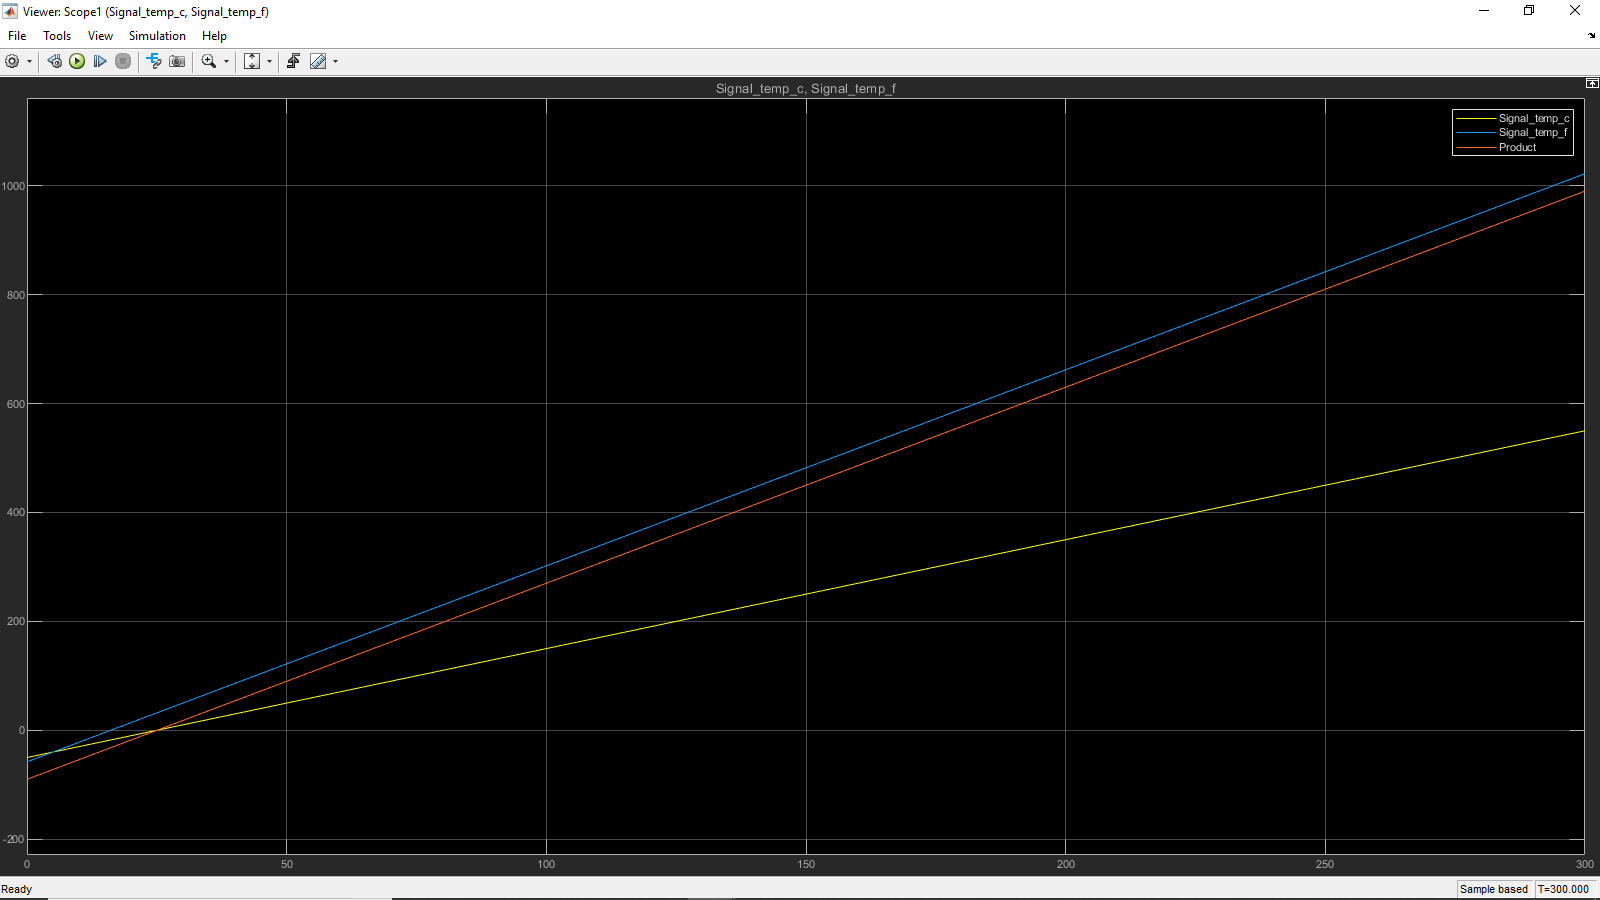 Viewer: Scope1 (Signal_temp_c, Signal_temp_f)
File Tools View Simulation Help
Signal_temp_c, Signal_temp_f
Signal_temp_c
Signal_temp_f
Product
1000
800
600
400
200
0
-200
0 50 100 150 200 250 300
Ready Sample based T=300.000